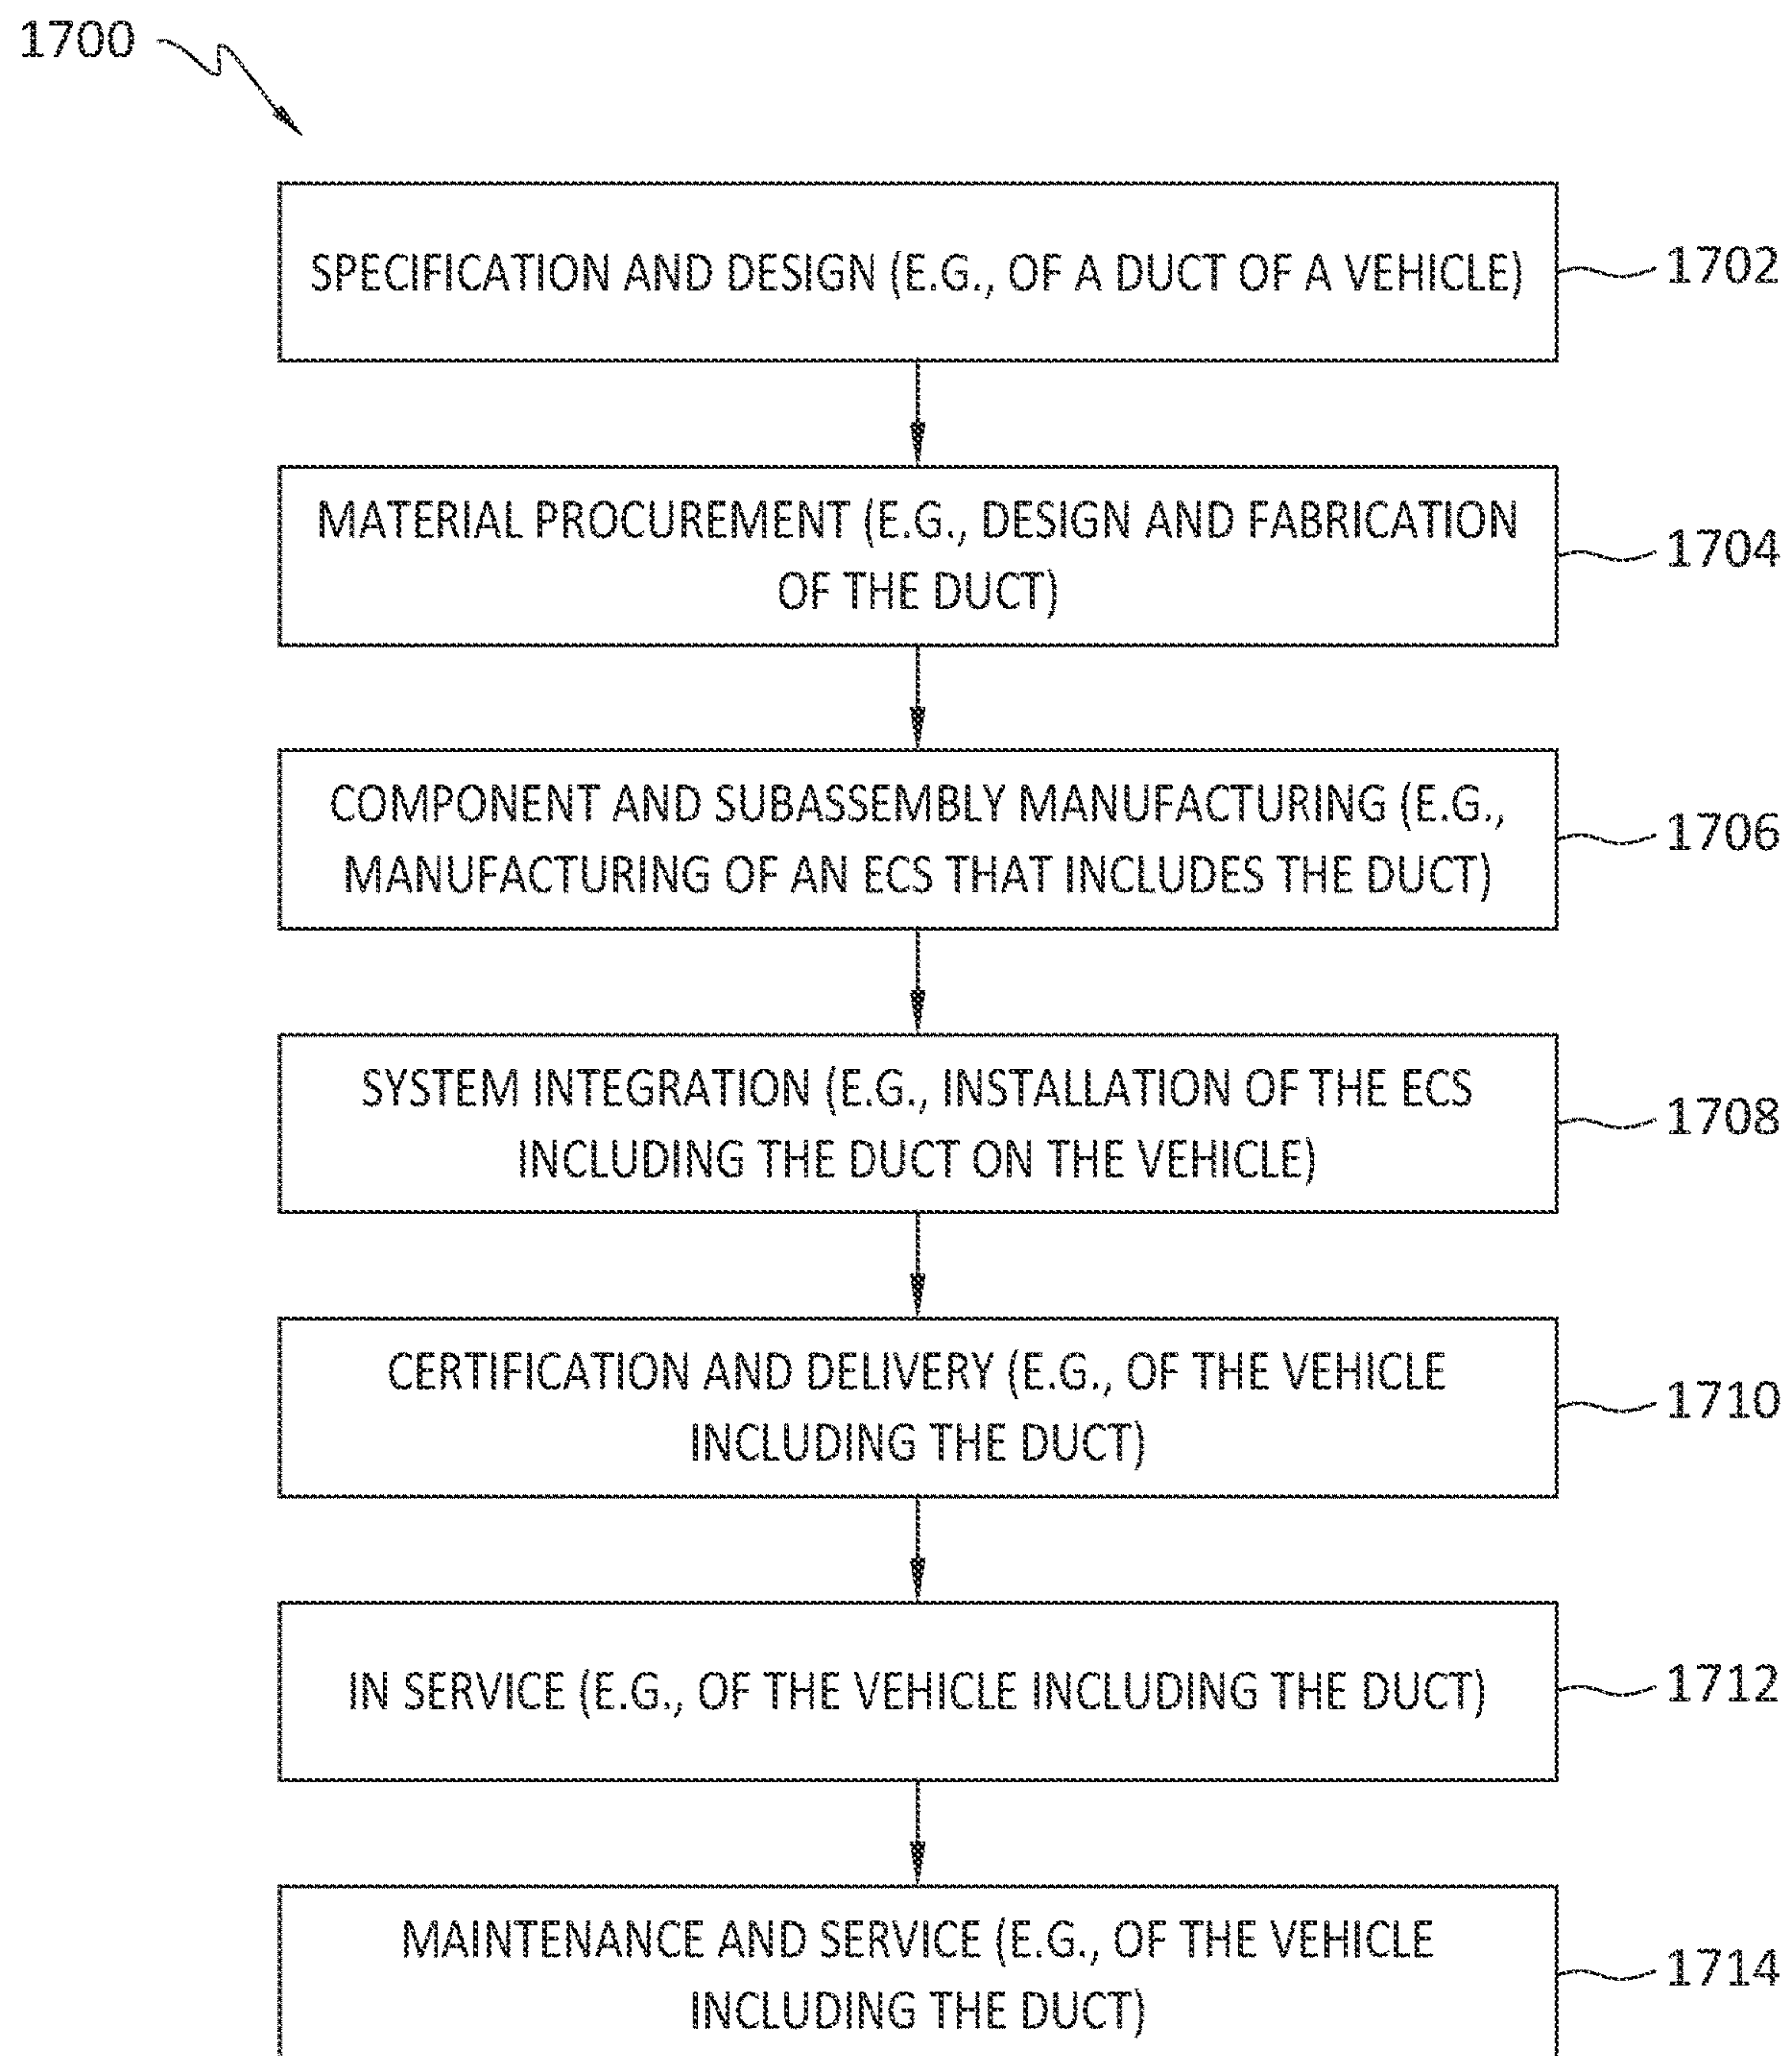 1700
SPECIFICATION AND DESIGN (E.G., OF A DUCT OF A VEHICLE)
1702
MATERIAL PROCUREMENT (E.G., DESIGN AND FABRICATION
OF THE DUCT)
1704
COMPONENT AND SUBASSEMBLY MANUFACTURING (E.G.,
MANUFACTURING OF AN ECS THAT INCLUDES THE DUCT)
1706
SYSTEM INTEGRATION (E.G., INSTALLATION OF THE ECS
INCLUDING THE DUCT ON THE VEHICLE)
1708
CERTIFICATION AND DELIVERY (E.G., OF THE VEHICLE
INCLUDING THE DUCT)
1710
IN SERVICE (E.G., OF THE VEHICLE INCLUDING THE DUCT)
1712
MAINTENANCE AND SERVICE (E.G., OF THE VEHICLE
INCLUDING THE DUCT)
1714